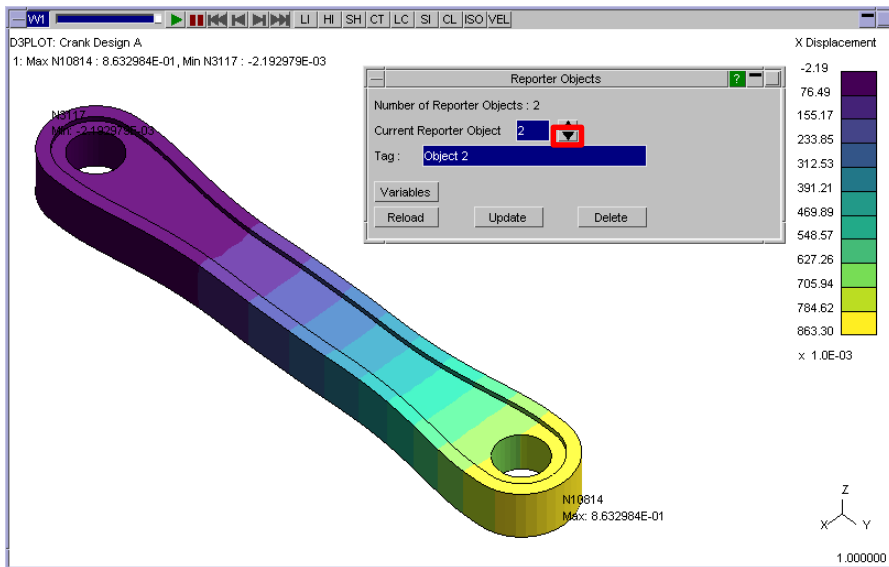 W1 LI HI SH CT LC SI CL ISO VEL
D3PLOT: Crank Design A
X Displacement
1: Max N10814 : 8.632984E-01, Min N3117 : -2.192979E-03
Reporter Objects
?
Number of Reporter Objects : 2
Current Reporter Object 2
Tag : Object 2
Variables
Reload Update Delete
N3117
Min: -2.192979E-03
-2.19
76.49
155.17
233.85
312.53
391.21
469.89
548.57
627.26
705.94
784.62
863.30
x 1.0E-03
N10814
Max: 8.632984E-01
Z
X Y
1.000000